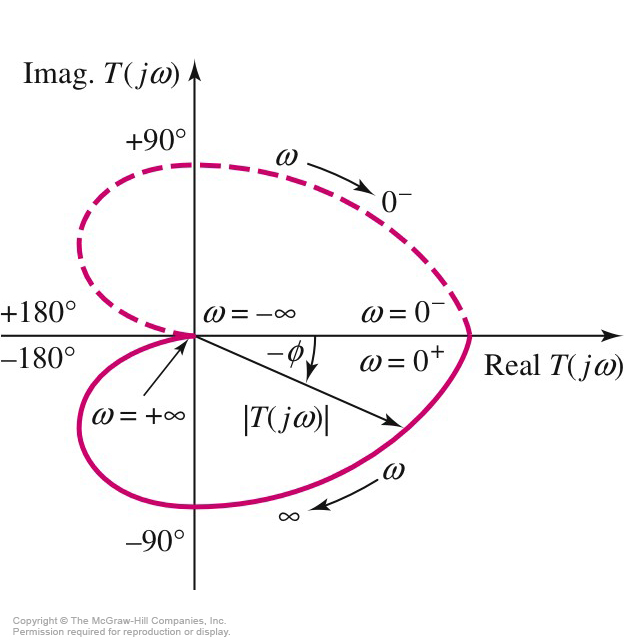 Imag. T(jω)
+90°
ω
0⁻
+180°
ω = −∞
ω = 0⁻
–180°
−ϕ
ω = 0⁺
Real T(jω)
ω = +∞
|T(jω)|
ω
∞
–90°
Copyright © The McGraw-Hill Companies, Inc.
Permission required for reproduction or display.